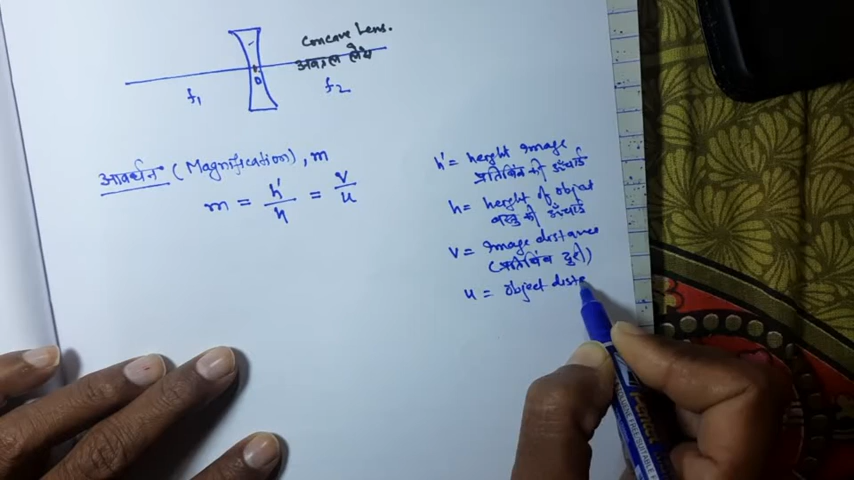 Concave Lens.
अवतल लेंस
O
f₁
f₂
आवर्धन (Magnification), m
m = h'/h = v/u
h' = height image
प्रतिबिंब की ऊँचाई
h = height of object
वस्तु की ऊँचाई
v = Image distance
(प्रतिबिंब दुरी)
u = object dista